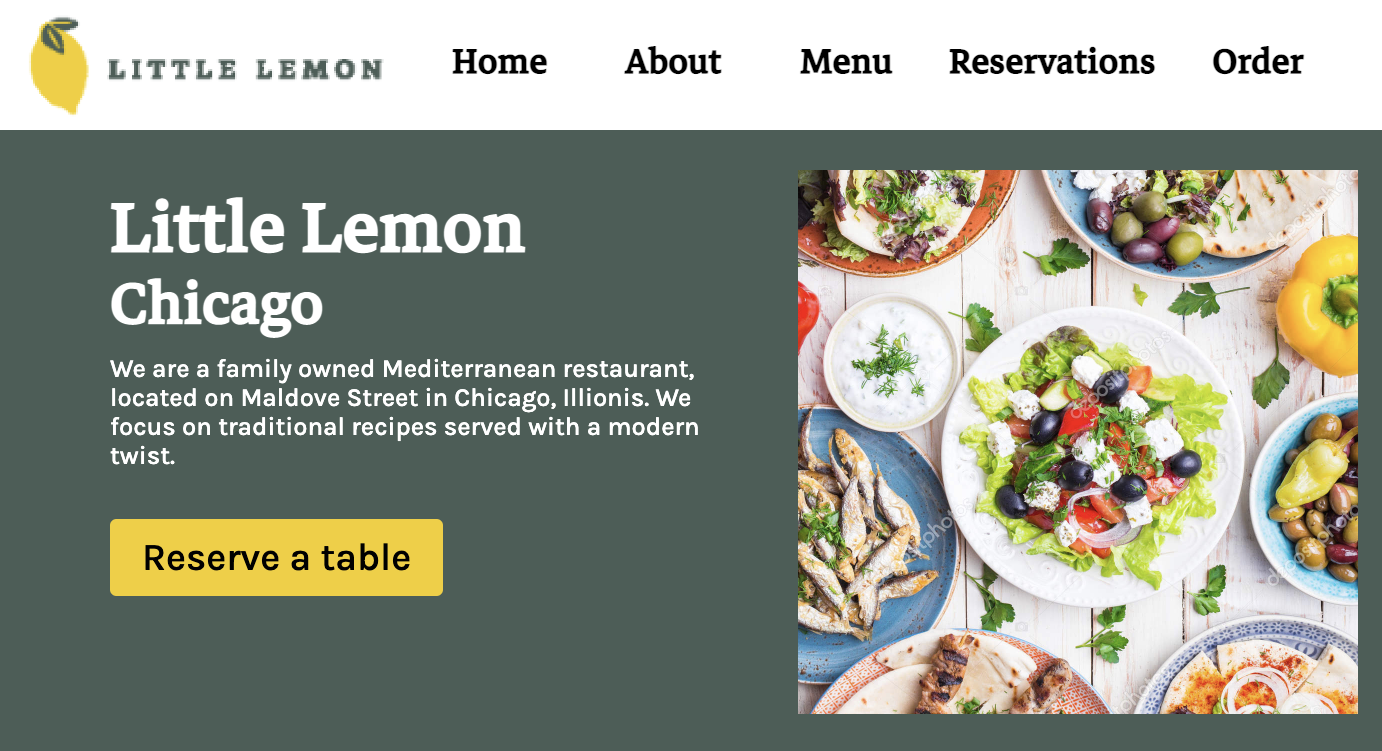 LITTLE LEMON
Home About Menu Reservations Order
Little Lemon
Chicago
We are a family owned Mediterranean restaurant,
located on Maldove Street in Chicago, Illionis. We
focus on traditional recipes served with a modern
twist.
Reserve a table